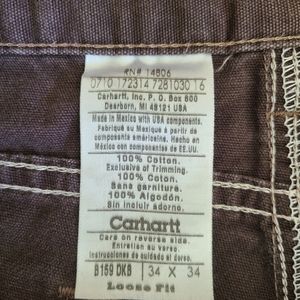 RN# 14806
0710 172314 7281030 16
Carhartt, Inc. P. O. Box 600
Dearborn, MI 48121 USA
Made in Mexico with USA
components.
Fabriqué au Mexique à partir de
composants américains. Hecho en
México con componentes de EE.UU.
100% Cotton.
Exclusive of Trimming.
100% Coton.
Sans garniture.
100% Algodón.
Sin incluir adorno.
Carhartt
Care on reverse side.
Entretien au verso.
Instrucciones de cuidado al dorso.
B159 DKB
34 X 34
Loose Fit